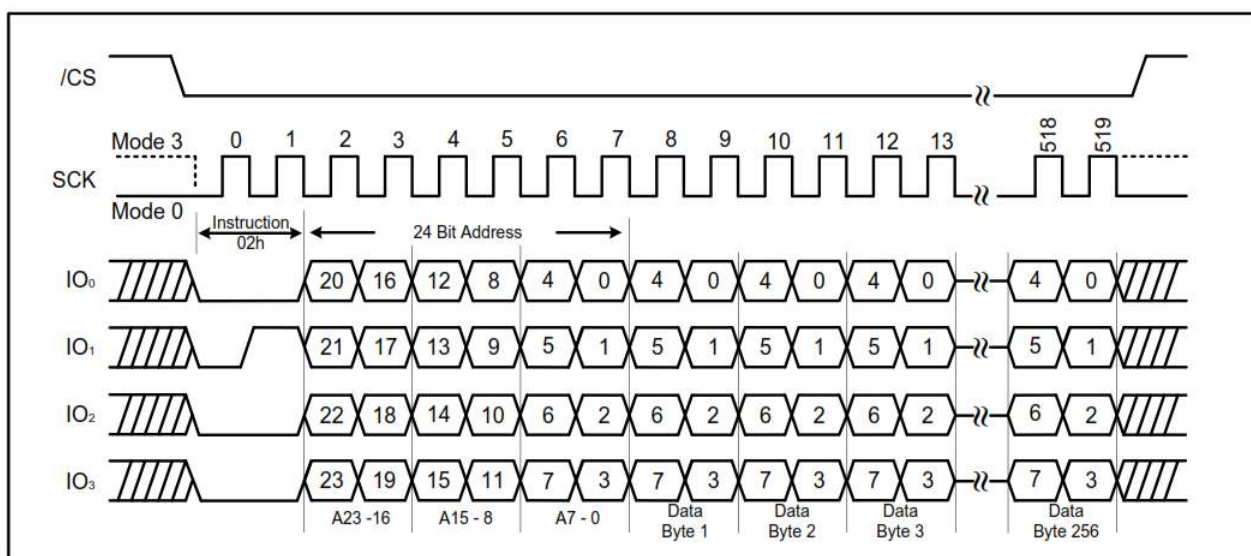 /CS
Mode 3
0 1 2 3 4 5 6 7 8 9 10 11 12 13 518 519
SCK
Mode 0
Instruction
02h
24 Bit Address
IO₀ 20 16 12 8 4 0 4 0 4 0 4 0 4 0
IO₁ 21 17 13 9 5 1 5 1 5 1 5 1 5 1
IO₂ 22 18 14 10 6 2 6 2 6 2 6 2 6 2
IO₃ 23 19 15 11 7 3 7 3 7 3 7 3 7 3
A23 -16 A15 - 8 A7 - 0 Data Data Data Data
Byte 1 Byte 2 Byte 3 Byte 256